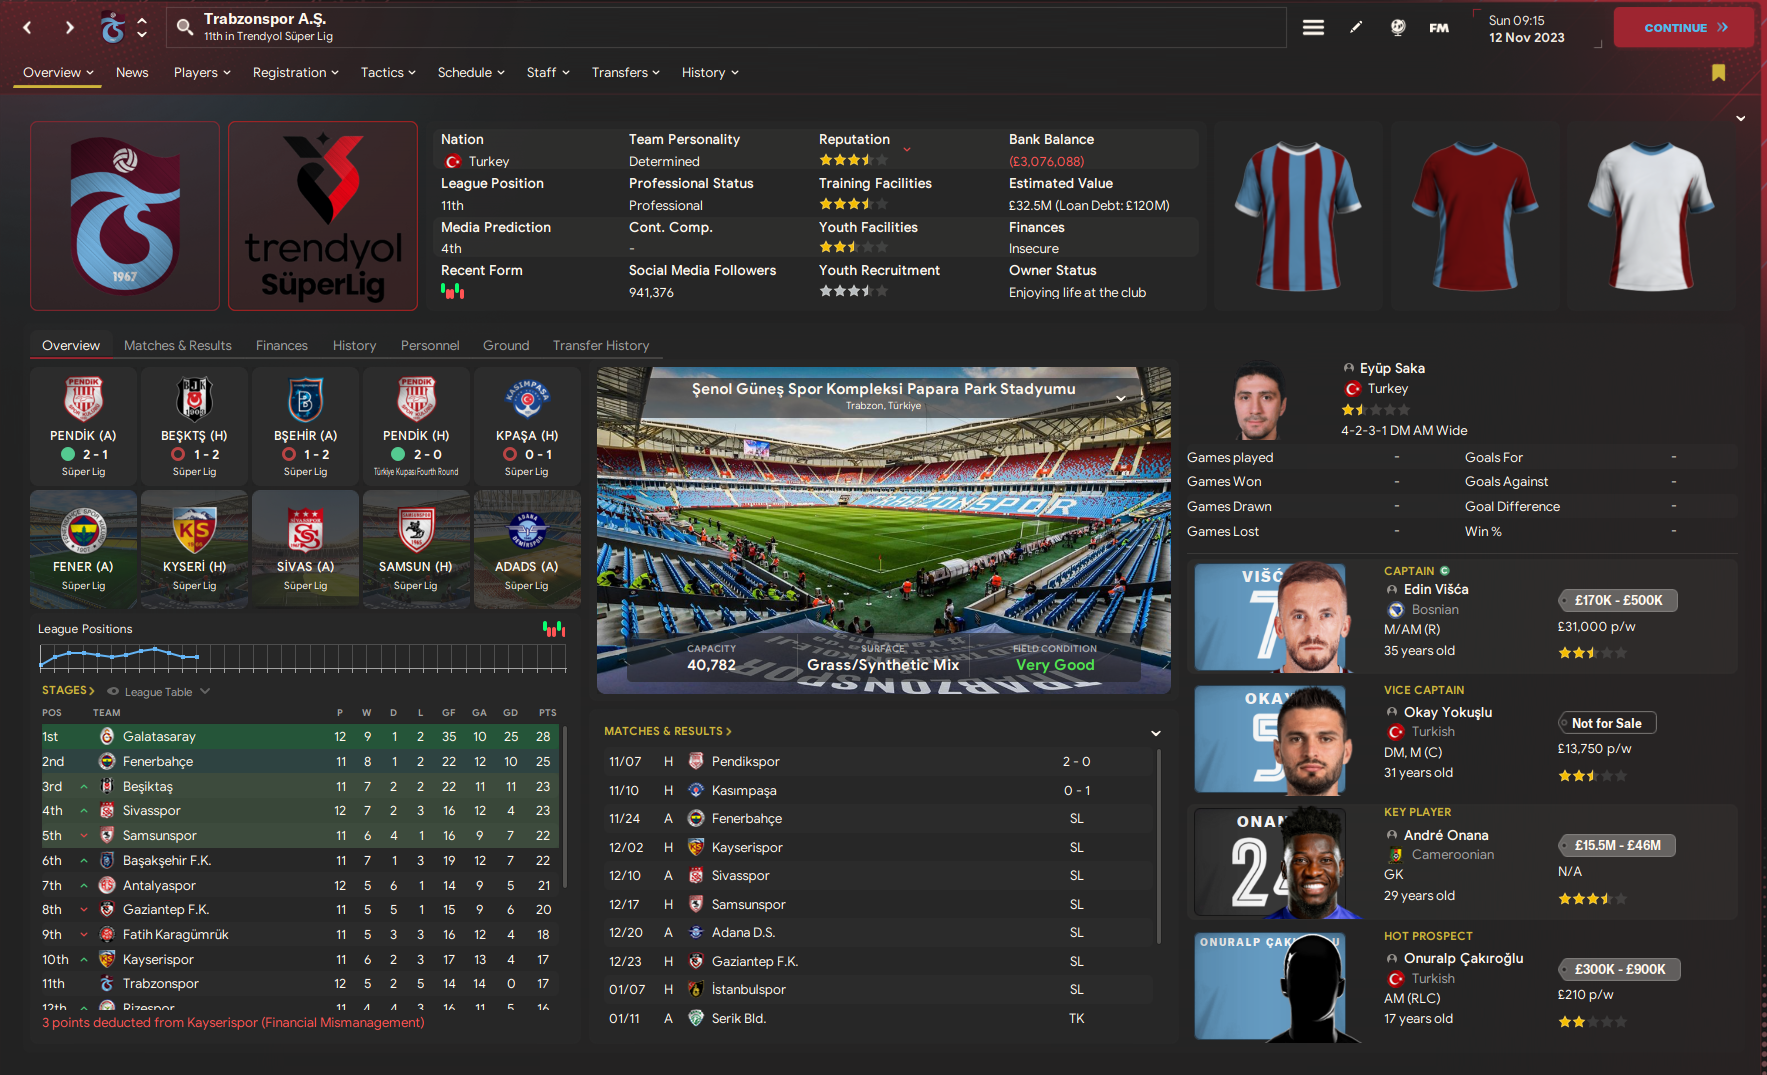 Trabzonspor A.Ş.
11th in Trendyol Süper Lig
FM
Sun 09:15
12 Nov 2023
CONTINUE
Overview
News
Players
Registration
Tactics
Schedule
Staff
Transfers
History
1967
trendyol
SüperLig
Nation Team Personality Reputation Bank Balance
Turkey Determined (£3,076,088)
League Position Professional Status Training Facilities Estimated Value
11th Professional £32.5M (Loan Debt: £120M)
Media Prediction Cont. Comp. Youth Facilities Finances
4th - Insecure
Recent Form Social Media Followers Youth Recruitment Owner Status
941,376 Enjoying life at the club
Overview Matches & Results Finances History Personnel Ground Transfer History
PENDİK (A) BEŞKTŞ (H) BŞEHİR (A) PENDİK (H) KPAŞA (H)
2 - 1 1 - 2 1 - 2 2 - 0 0 - 1
Süper Lig Süper Lig Süper Lig Türkiye Kupası Fourth Round Süper Lig
FENER (A) KYSERİ (H) SİVAS (A) SAMSUN (H) ADADS (A)
Süper Lig Süper Lig Süper Lig Süper Lig Süper Lig
League Positions
STAGES League Table
POS TEAM P W D L GF GA GD PTS
1st Galatasaray 12 9 1 2 35 10 25 28
2nd Fenerbahçe 11 8 1 2 22 12 10 25
3rd Beşiktaş 11 7 2 2 22 11 11 23
4th Sivasspor 12 7 2 3 16 12 4 23
5th Samsunspor 11 6 4 1 16 9 7 22
6th Başakşehir F.K. 11 7 1 3 19 12 7 22
7th Antalyaspor 12 5 6 1 14 9 5 21
8th Gaziantep F.K. 11 5 5 1 15 9 6 20
9th Fatih Karagümrük 11 5 3 3 16 12 4 18
10th Kayserispor 11 6 2 3 17 13 4 17
11th Trabzonspor 12 5 2 5 14 14 0 17
12th Rizespor 11 4 4 3 16 11 5 16
3 points deducted from Kayserispor (Financial Mismanagement)
Şenol Güneş Spor Kompleksi Papara Park Stadyumu
Trabzon, Türkiye
TRABZONSPOR
CAPACITY SURFACE FIELD CONDITION
40,782 Grass/Synthetic Mix Very Good
MATCHES & RESULTS
11/07 H Pendikspor 2 - 0
11/10 H Kasımpaşa 0 - 1
11/24 A Fenerbahçe SL
12/02 H Kayserispor SL
12/10 A Sivasspor SL
12/17 H Samsunspor SL
12/20 A Adana D.S. SL
12/23 H Gaziantep F.K. SL
01/07 H İstanbulspor SL
01/11 A Serik Bld. TK
Eyüp Saka
Turkey
4-2-3-1 DM AM Wide
Games played - Goals For -
Games Won - Goals Against -
Games Drawn - Goal Difference -
Games Lost - Win % -
CAPTAIN C
Edin Višća
Bosnian
M/AM (R)
35 years old
£170K - £500K
£31,000 p/w
VICE CAPTAIN
Okay Yokuşlu
Turkish
DM, M (C)
31 years old
Not for Sale
£13,750 p/w
KEY PLAYER
André Onana
Cameroonian
GK
29 years old
£15.5M - £46M
N/A
HOT PROSPECT
Onuralp Çakıroğlu
Turkish
AM (RLC)
17 years old
£300K - £900K
£210 p/w